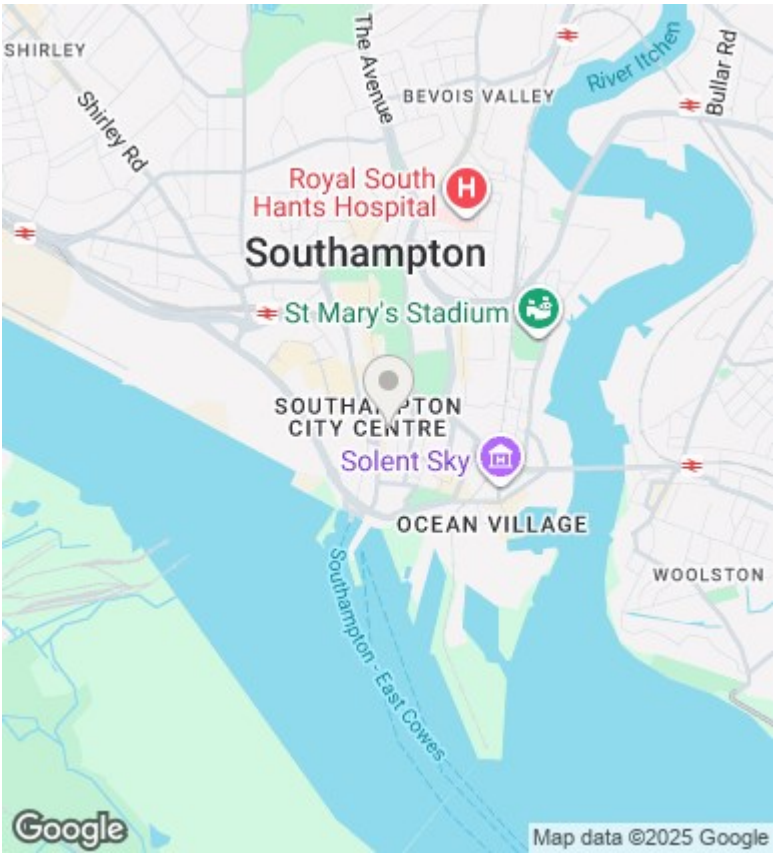 SHIRLEY
The Avenue
River Itchen
Bullar Rd
BEVOIS VALLEY
Shirley Rd
Royal South
Hants Hospital
H
Southampton
St Mary's Stadium
SOUTHAMPTON
CITY CENTRE
Solent Sky
OCEAN VILLAGE
WOOLSTON
Southampton - East Cowes
Google
Map data ©2025 Google